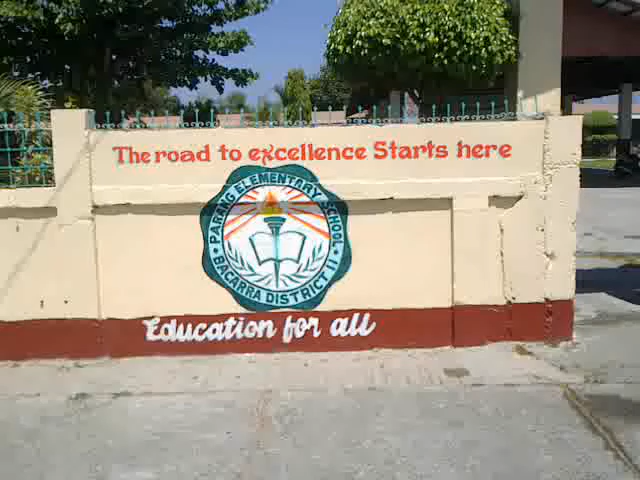 The road to excellence Starts here
PARANG ELEMENTARY SCHOOL
BACARRA DISTRICT II
Education for all